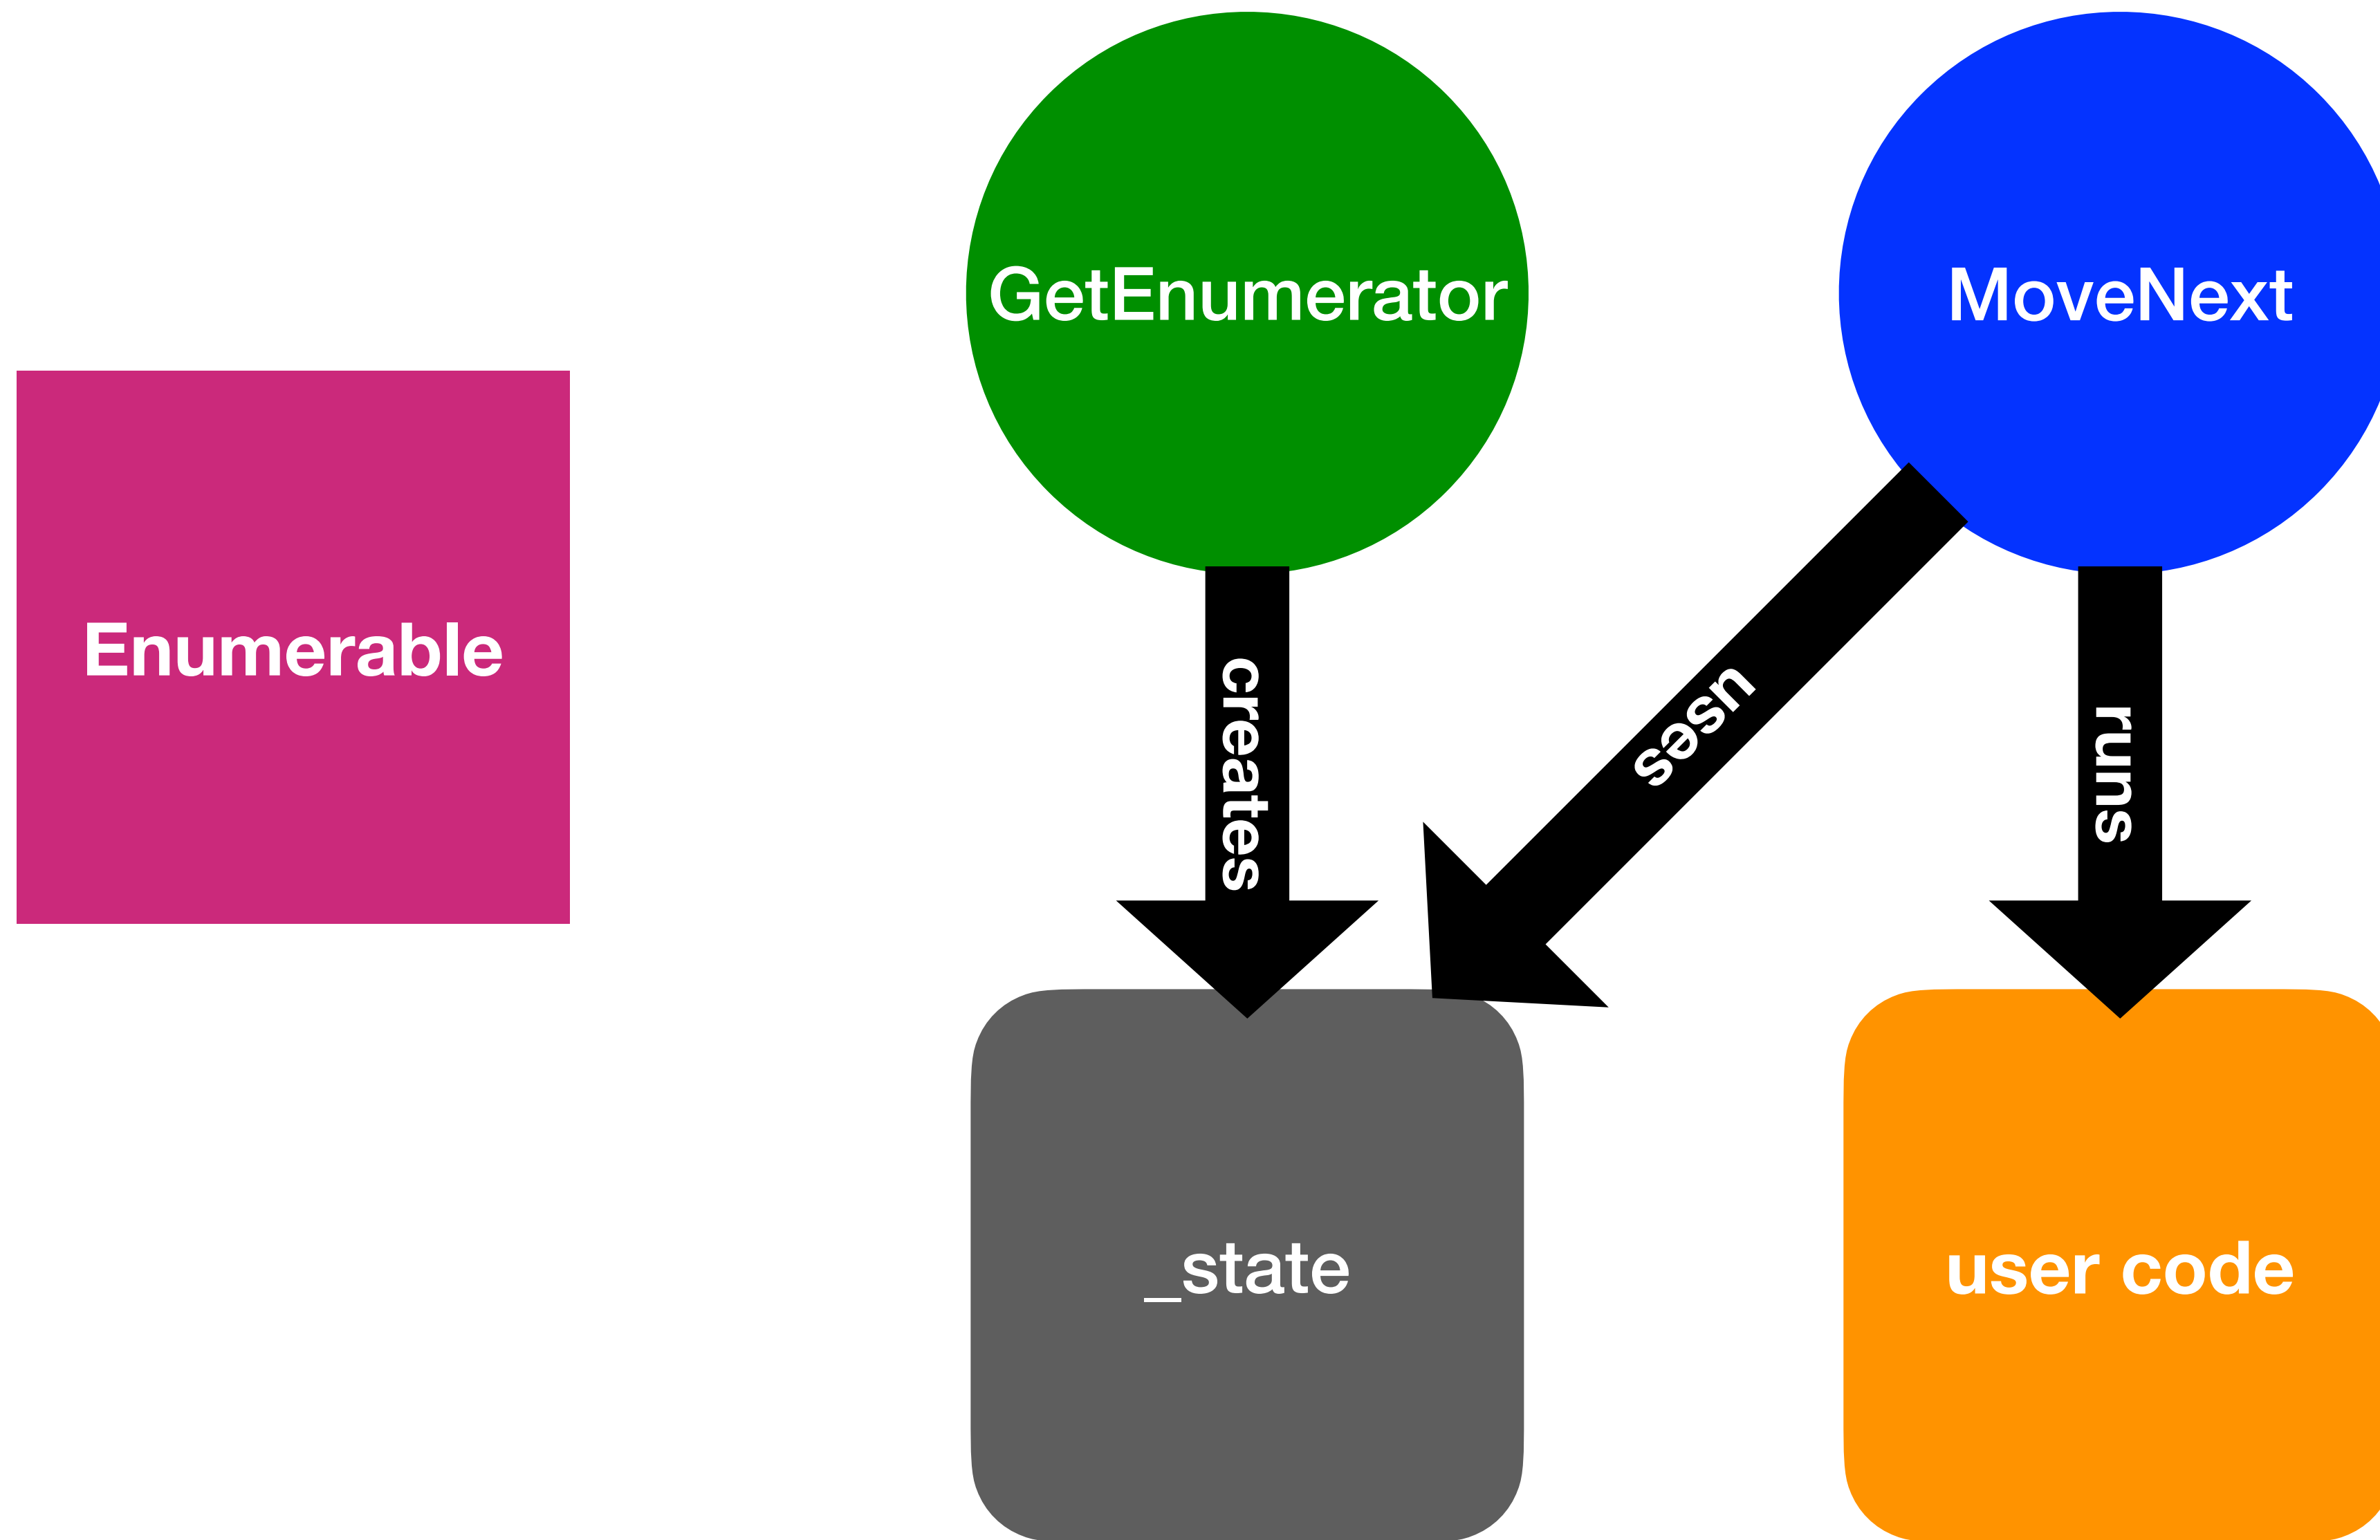 GetEnumerator
MoveNext
Enumerable
creates
uses
runs
_state
user code